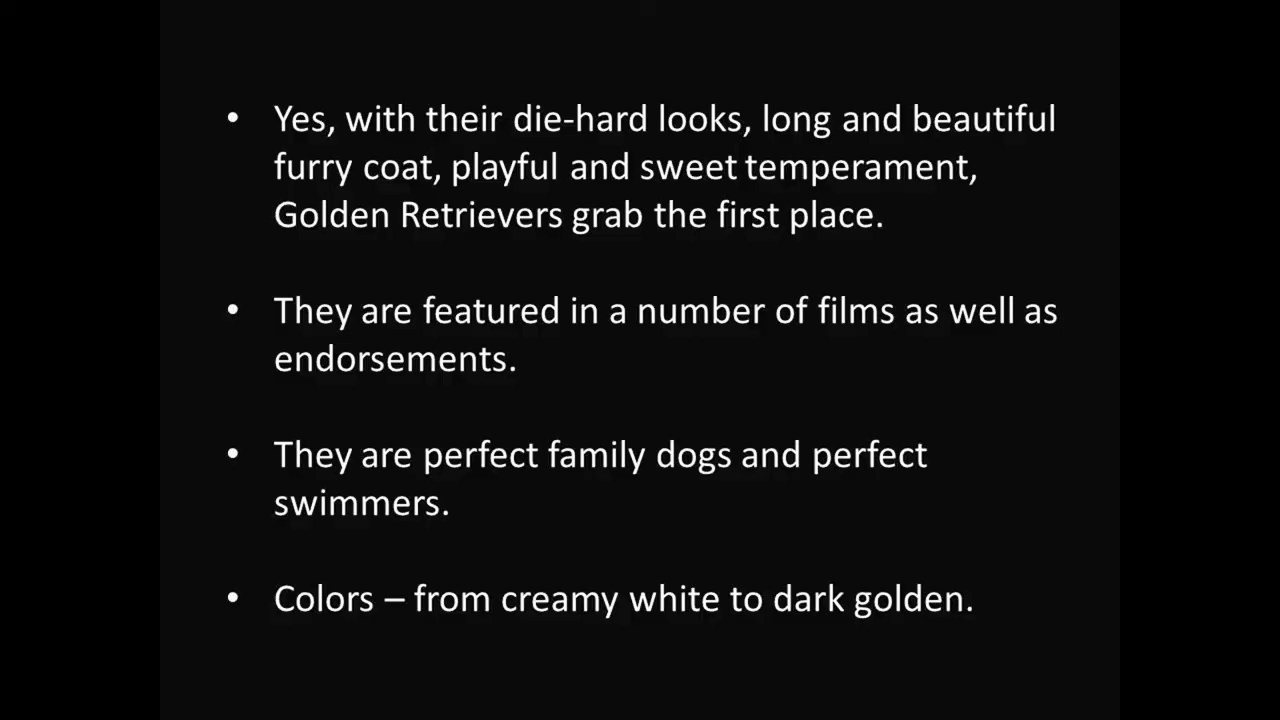 • Yes, with their die-hard looks, long and beautiful
furry coat, playful and sweet temperament,
Golden Retrievers grab the first place.
• They are featured in a number of films as well as
endorsements.
• They are perfect family dogs and perfect
swimmers.
• Colors – from creamy white to dark golden.